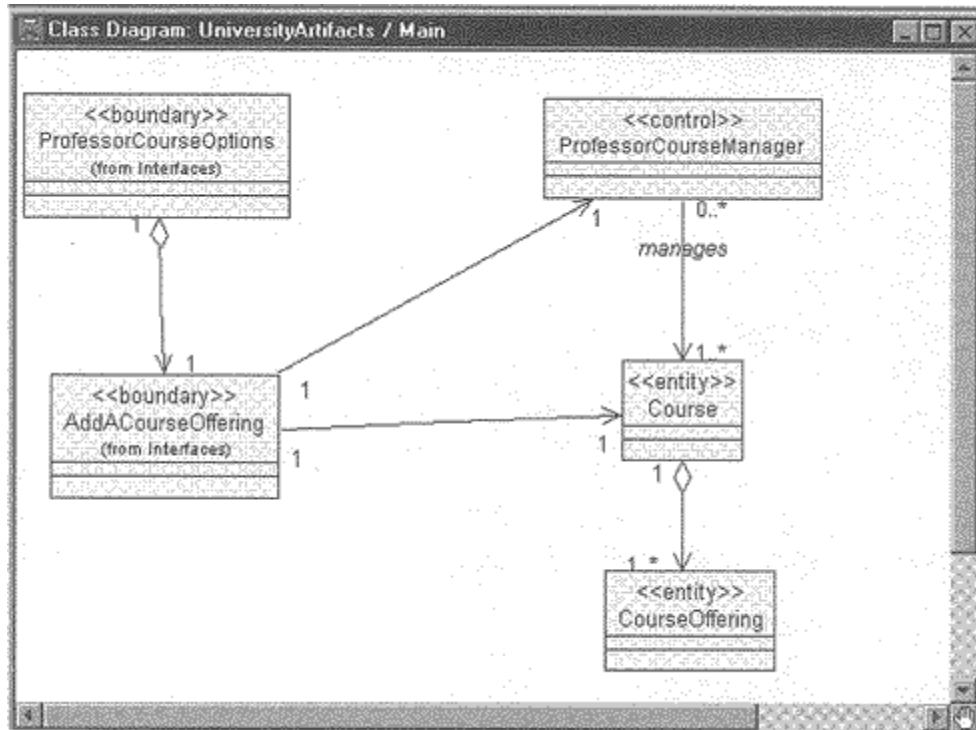 Class Diagram: UniversityArtifacts / Main
<<boundary>>
ProfessorCourseOptions
(from Interfaces)
<<control>>
ProfessorCourseManager
1
1
0..*
manages
1
1..*
<<boundary>>
AddACourseOffering
(from Interfaces)
1
<<entity>>
Course
1
1
1
1..*
<<entity>>
CourseOffering